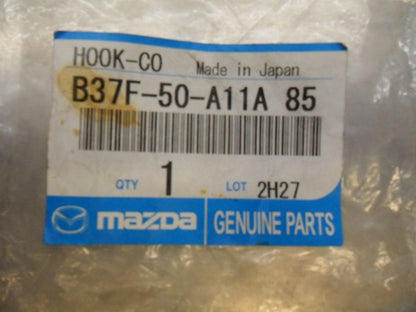 HOOK-CO Made in Japan
B37F-50-A11A 85
QTY 1 LOT 2H27
mazda GENUINE PARTS